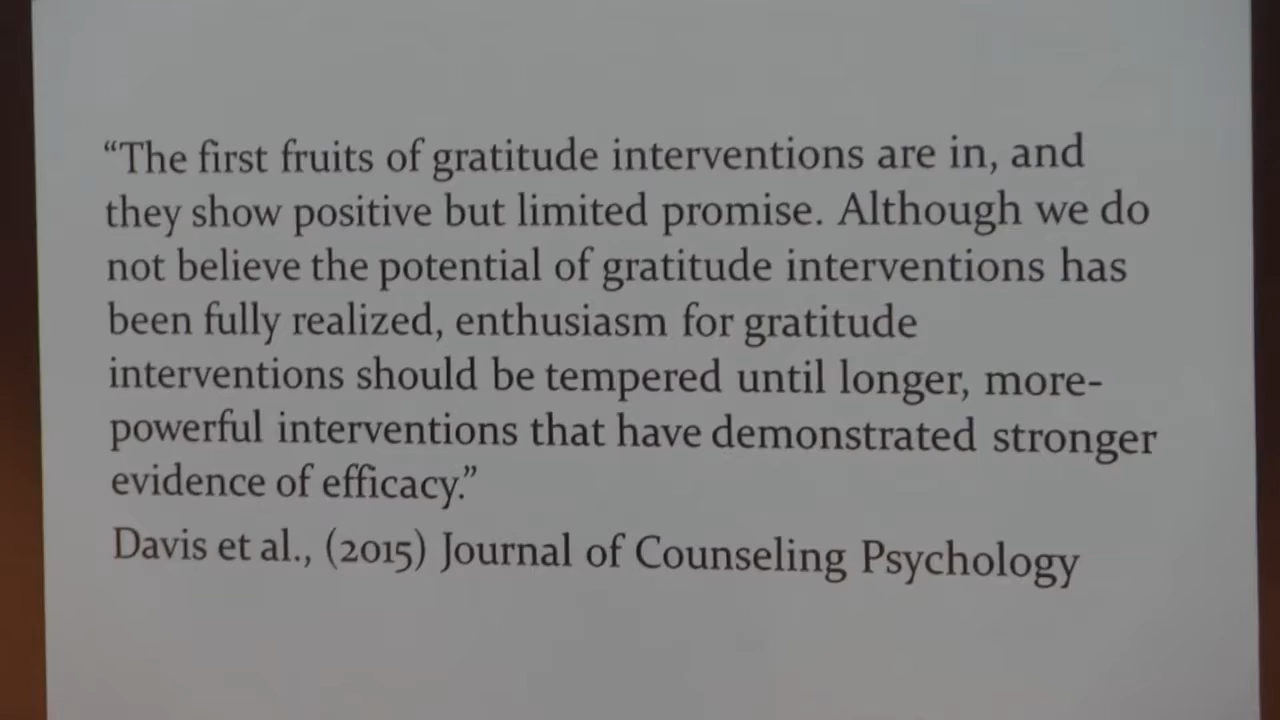 “The first fruits of gratitude interventions are in, and
they show positive but limited promise. Although we do
not believe the potential of gratitude interventions has
been fully realized, enthusiasm for gratitude
interventions should be tempered until longer, more-
powerful interventions that have demonstrated stronger
evidence of efficacy.”
Davis et al., (2015) Journal of Counseling Psychology